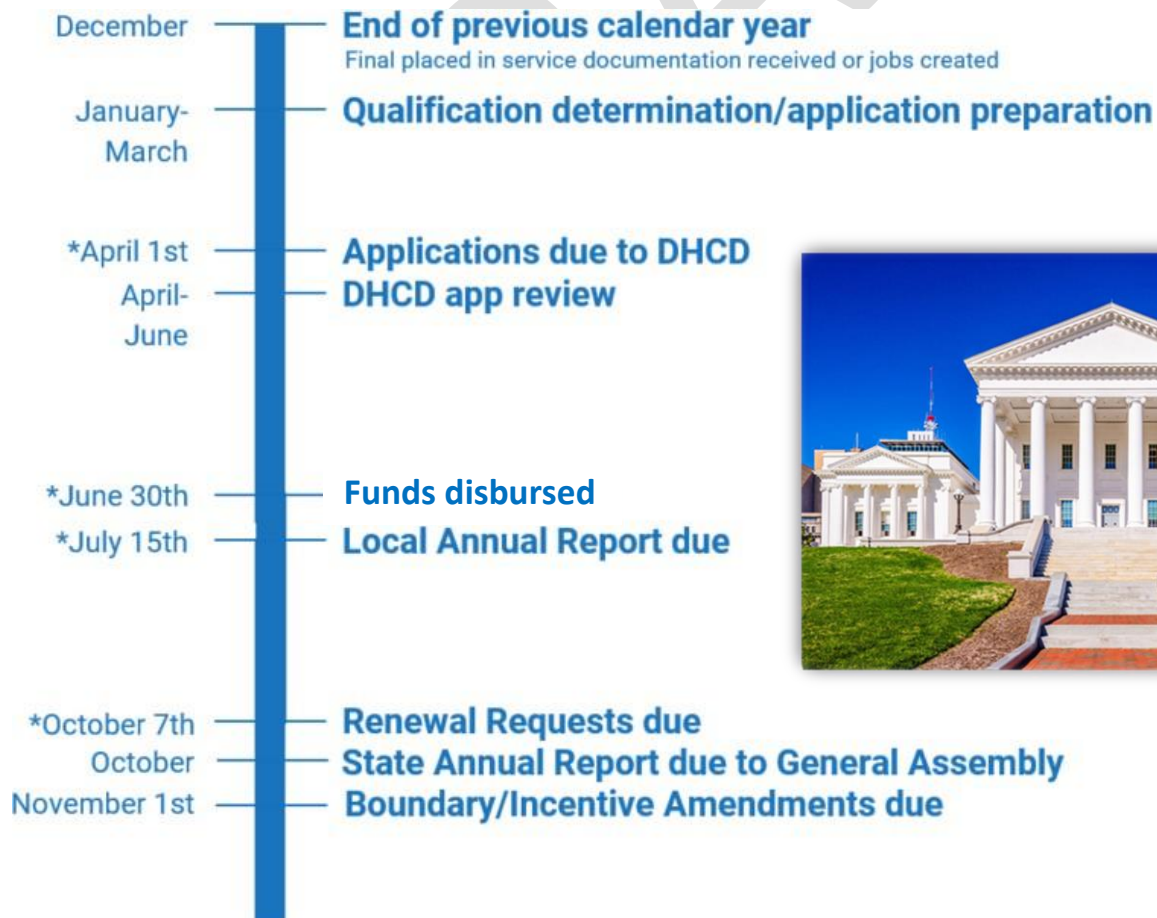 December
End of previous calendar year
Final placed in service documentation received or jobs created
January-
March
Qualification determination/application preparation
*April 1st
Applications due to DHCD
April-
June
DHCD app review
*June 30th
Funds disbursed
*July 15th
Local Annual Report due
*October 7th
Renewal Requests due
October
State Annual Report due to General Assembly
November 1st
Boundary/Incentive Amendments due